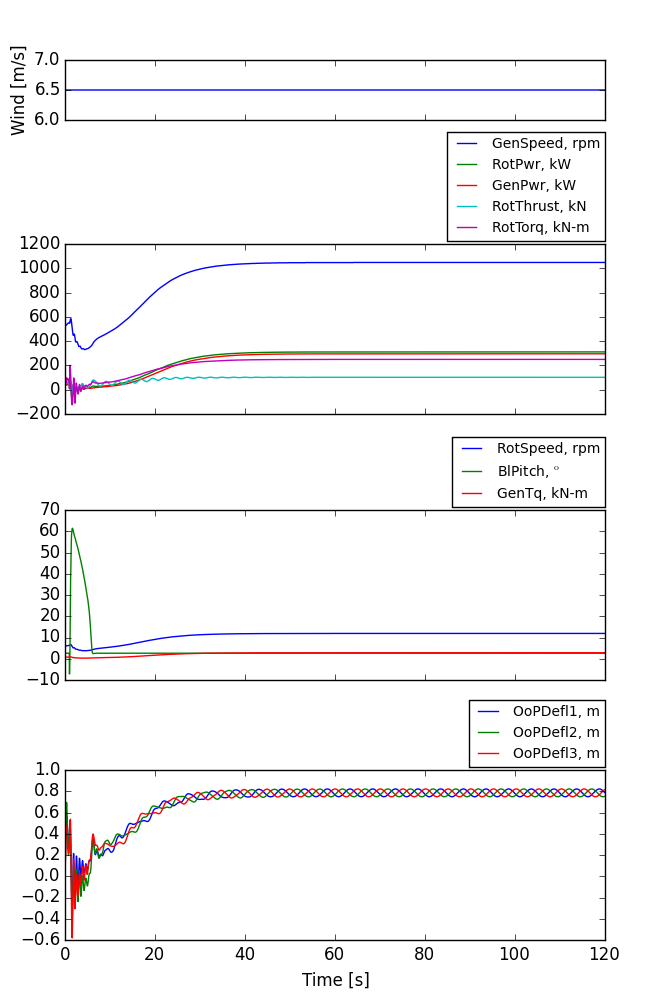 Wind [m/s]
7.0
6.5
6.0
GenSpeed, rpm
RotPwr, kW
GenPwr, kW
RotThrust, kN
RotTorq, kN-m
1200
1000
800
600
400
200
0
−200
RotSpeed, rpm
BlPitch, °
GenTq, kN-m
70
60
50
40
30
20
10
0
−10
OoPDefl1, m
OoPDefl2, m
OoPDefl3, m
1.0
0.8
0.6
0.4
0.2
0.0
−0.2
−0.4
−0.6
0 20 40 60 80 100 120
Time [s]